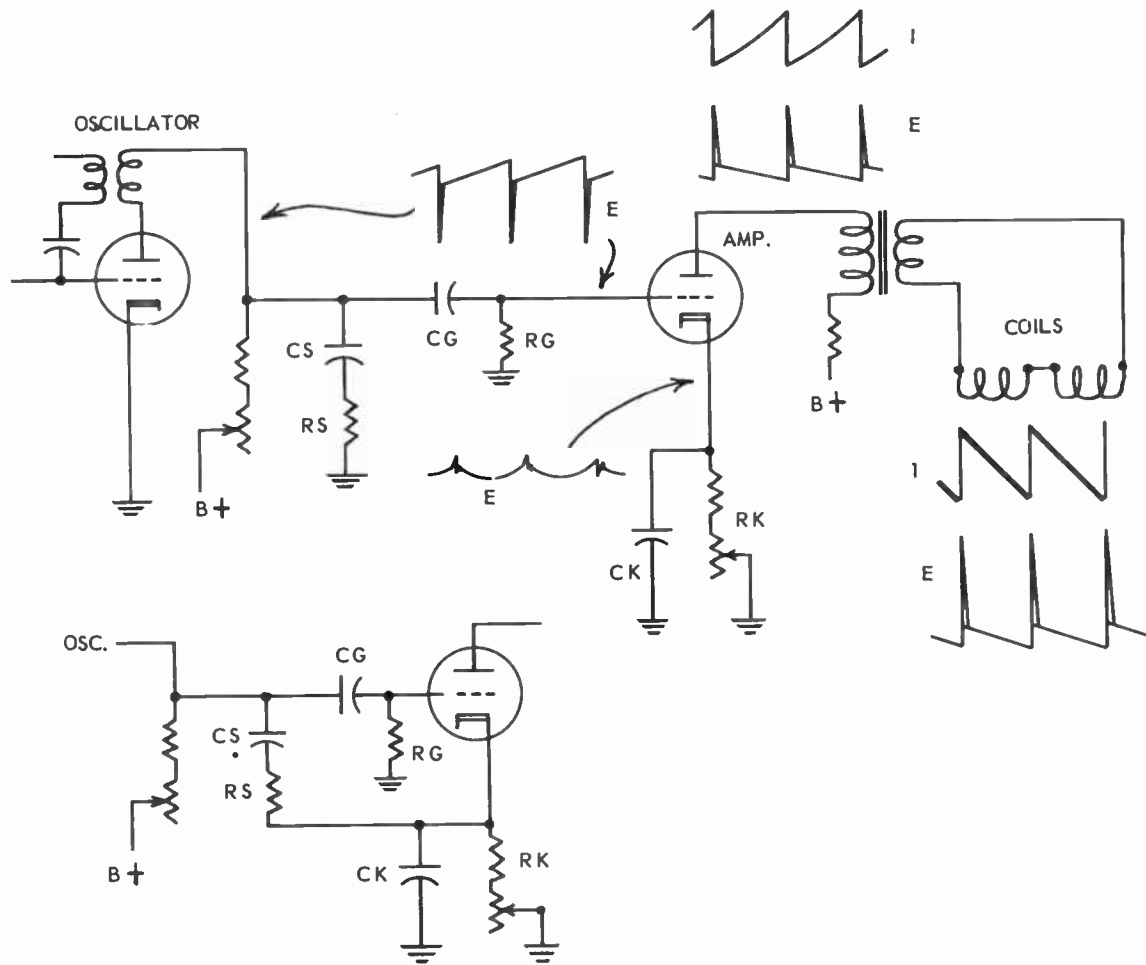 I
E
OSCILLATOR
E
AMP.
CS
CG
RG
COILS
RS
B+
B+
I
E
RK
CK
E
OSC.
CG
CS
RG
RS
B+
CK
RK